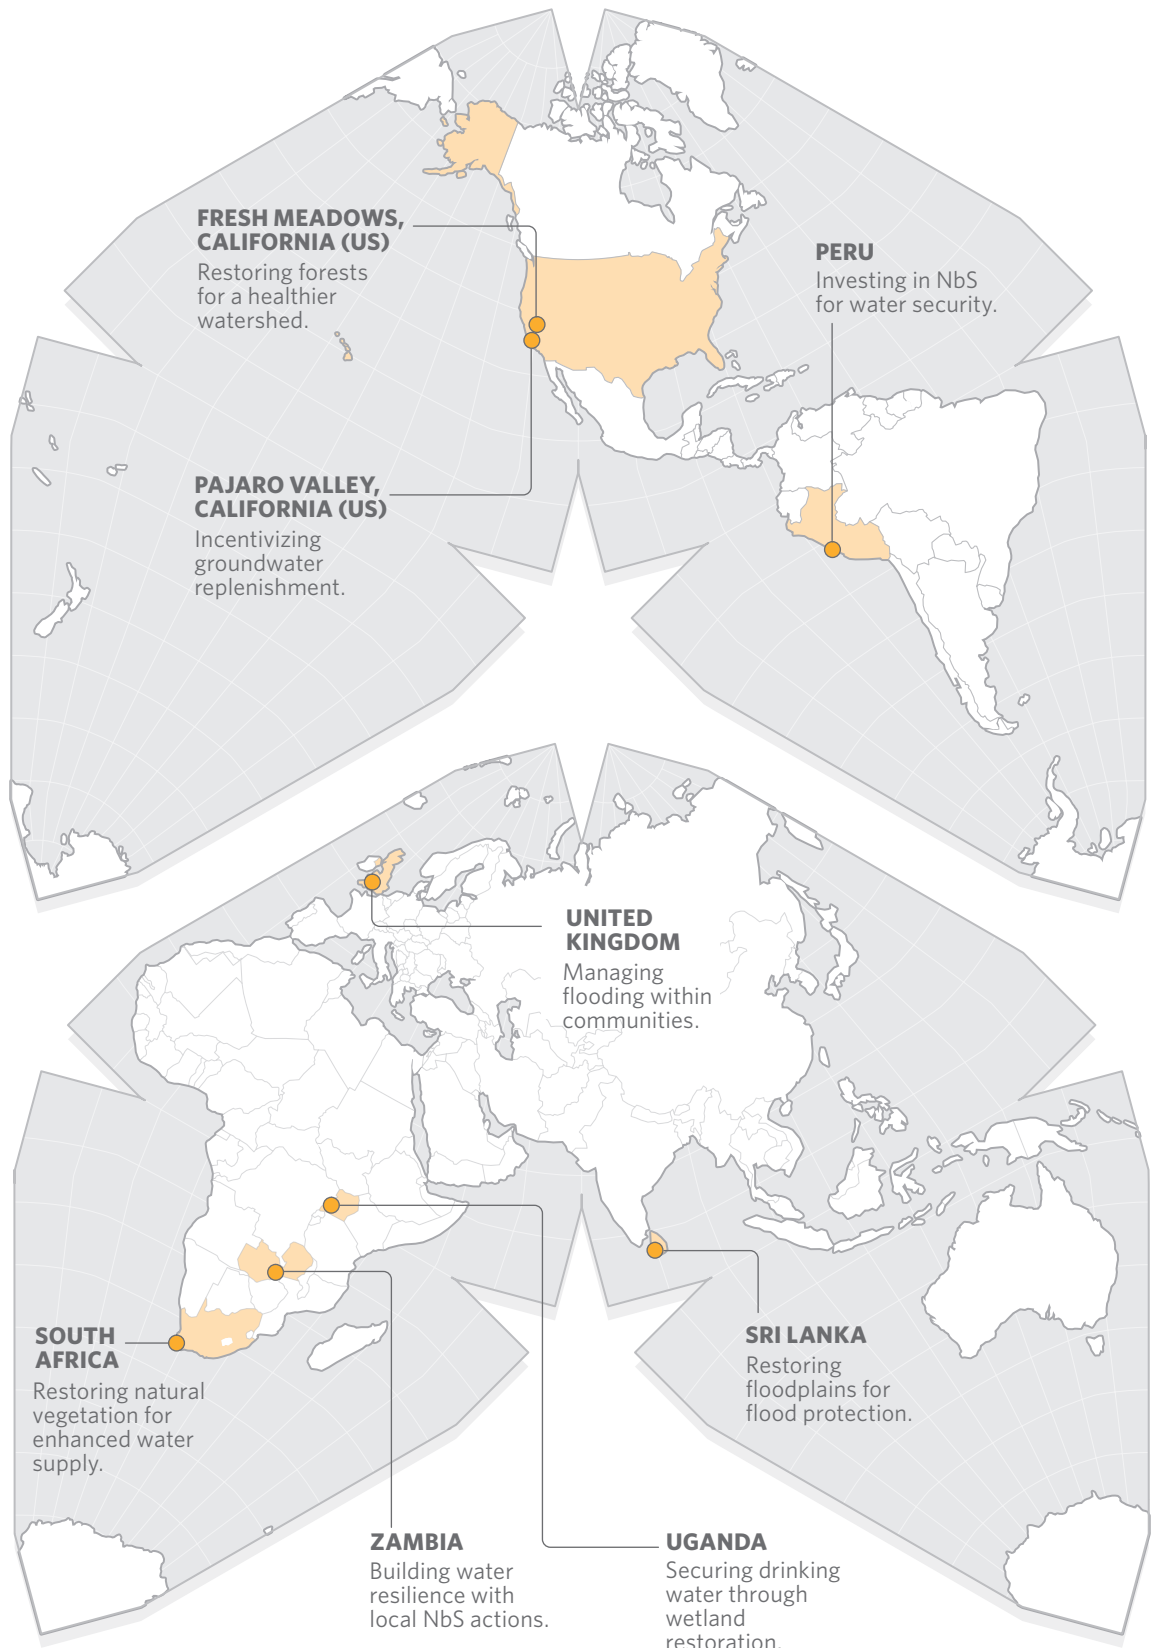 FRESH MEADOWS,
CALIFORNIA (US)
Restoring forests
for a healthier
watershed.
PERU
Investing in NbS
for water security.
PAJARO VALLEY,
CALIFORNIA (US)
Incentivizing
groundwater
replenishment.
UNITED
KINGDOM
Managing
flooding within
communities.
SOUTH
AFRICA
Restoring natural
vegetation for
enhanced water
supply.
SRI LANKA
Restoring
floodplains for
flood protection.
ZAMBIA
Building water
resilience with
local NbS actions.
UGANDA
Securing drinking
water through
wetland
restoration.